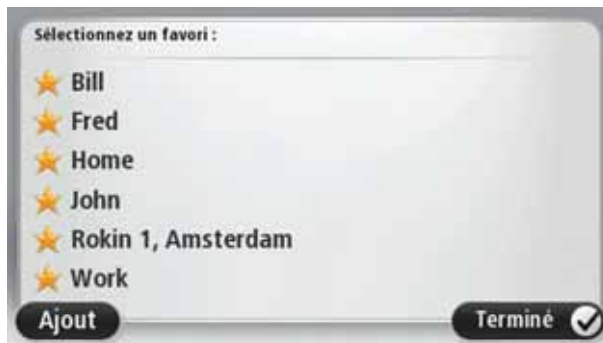 Sélectionnez un favori :
Bill
Fred
Home
John
Rokin 1, Amsterdam
Work
Ajout
Terminé